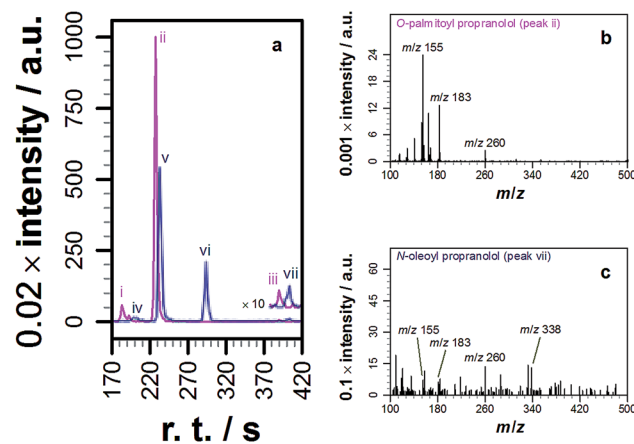 a
ii
v
vi
i
iv
iii
vii
× 10
1000
750
500
250
0
0.02 × intensity / a.u.
170 220 270 320 370 420
r. t. / s
O-palmitoyl propranolol (peak ii)
b
m/z 155
m/z 183
m/z 260
24
18
12
6
0
0.001 × intensity / a.u.
100 180 260 340 420 500
m/z
N-oleoyl propranolol (peak vii)
c
m/z 155
m/z 183
m/z 260
m/z 338
60
45
30
15
0
0.1 × intensity / a.u.
100 180 260 340 420 500
m/z